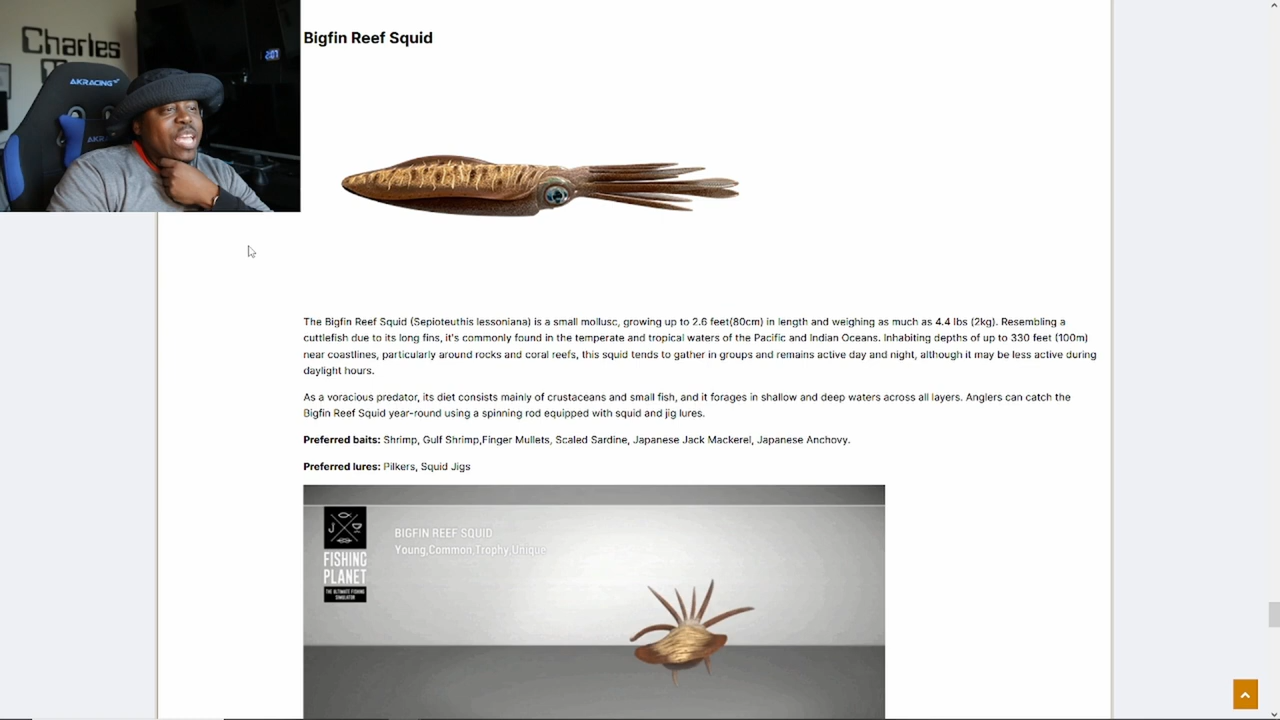 Charles
AKRACING
AKR
Bigfin Reef Squid
The Bigfin Reef Squid (Sepioteuthis lessoniana) is a small mollusc, growing up to 2.6 feet(80cm) in length and weighing as much as 4.4 lbs (2kg). Resembling a
cuttlefish due to its long fins, it's commonly found in the temperate and tropical waters of the Pacific and Indian Oceans. Inhabiting depths of up to 330 feet (100m)
near coastlines, particularly around rocks and coral reefs, this squid tends to gather in groups and remains active day and night, although it may be less active during
daylight hours.
As a voracious predator, its diet consists mainly of crustaceans and small fish, and it forages in shallow and deep waters across all layers. Anglers can catch the
Bigfin Reef Squid year-round using a spinning rod equipped with squid and jig lures.
Preferred baits: Shrimp, Gulf Shrimp,Finger Mullets, Scaled Sardine, Japanese Jack Mackerel, Japanese Anchovy.
Preferred lures: Pilkers, Squid Jigs
BIGFIN REEF SQUID
Young,Common,Trophy,Unique
FISHING
PLANET
THE ULTIMATE FISHING
SIMULATOR